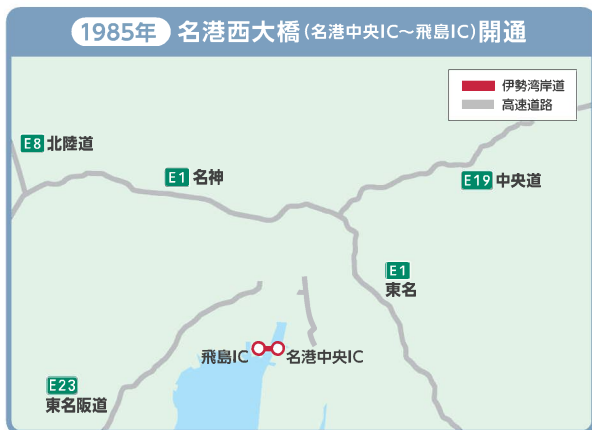 1985年 名港西大橋(名港中央IC~飛島IC)開通
伊勢湾岸道
高速道路
E8 北陸道
E1 名神
E19 中央道
E1
東名
飛島IC
名港中央IC
E23
東名阪道